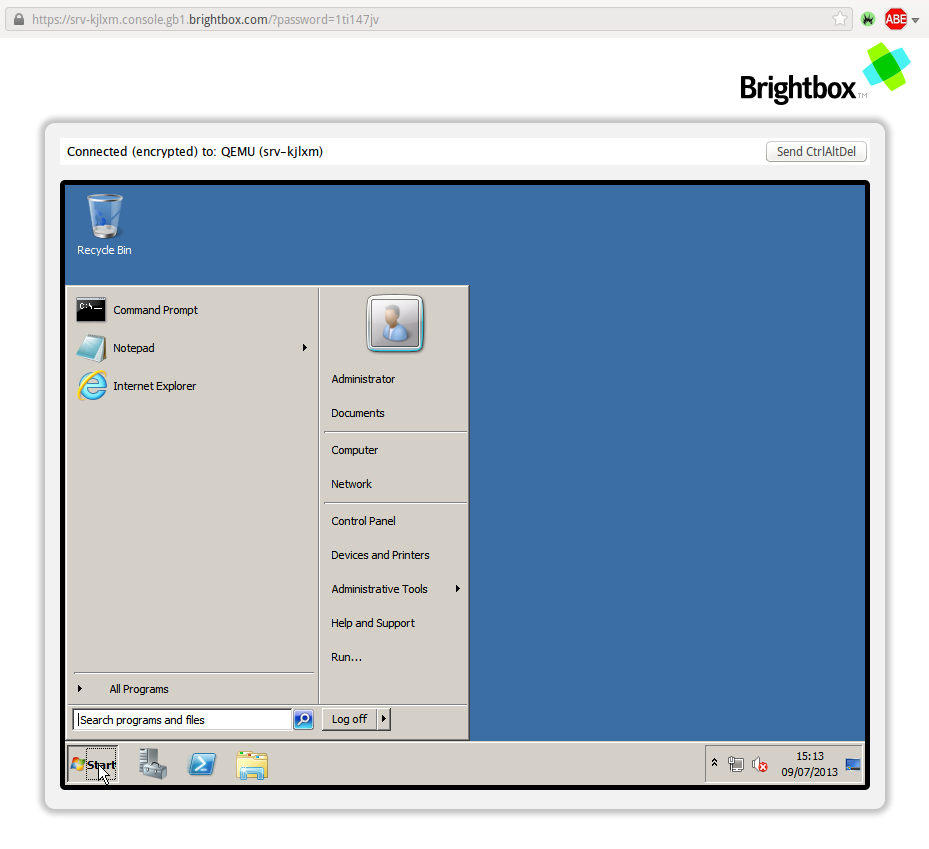 https://srv-kjlxm.console.gb1.brightbox.com/?password=1ti147jv
ABE
Brightbox™
Connected (encrypted) to: QEMU (srv-kjlxm)
Send CtrlAltDel
Recycle Bin
C:\
Command Prompt
Notepad
Internet Explorer
Administrator
Documents
Computer
Network
Control Panel
Devices and Printers
Administrative Tools
Help and Support
Run...
All Programs
Search programs and files
Log off
Start
15:13
09/07/2013